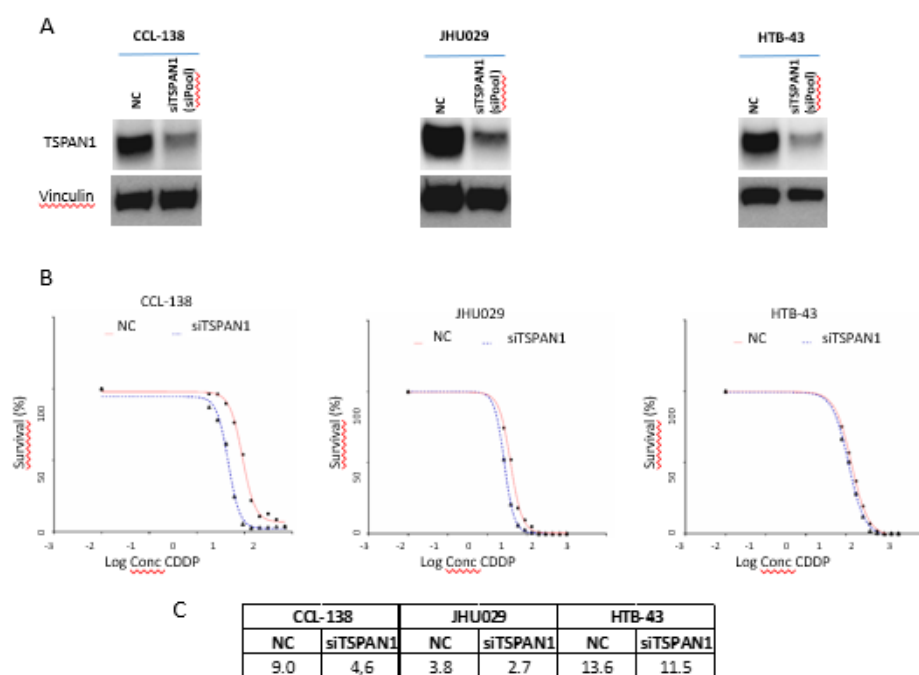 A
CCL-138
JHU029
HTB-43
NC
siTSPAN1
(siPool)
NC
siTSPAN1
(siPool)
NC
siTSPAN1
(siPool)
TSPAN1
Vinculin
B
CCL-138
NC siTSPAN1
JHU029
NC siTSPAN1
HTB-43
NC siTSPAN1
Survival (%)
100
50
0
-3 -2 -1 0 1 2
Log Conc CDDP
Survival (%)
100
50
0
-3 -2 -1 0 1 2 3
Log Conc CDDP
Survival (%)
100
50
0
-3 -2 -1 0 1 2 3
Log Conc CDDP
C
CCL-138 JHU029 HTB-43
NC siTSPAN1 NC siTSPAN1 NC siTSPAN1
9.0 4,6 3.8 2.7 13.6 11.5